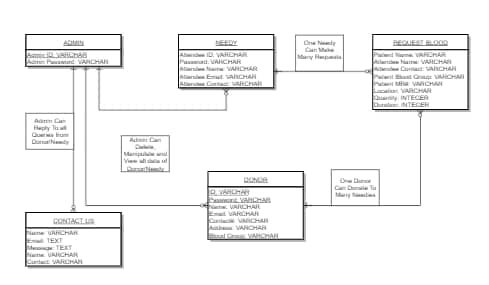 ADMIN
Admin ID: VARCHAR
Admin Password: VARCHAR
NEEDY
Attendee ID: VARCHAR
Password: VARCHAR
Attendee Name: VARCHAR
Attendee Email: VARCHAR
Attendee Contact: VARCHAR
One Needy
Can Make
Many Requests
REQUEST BLOOD
Patient Name: VARCHAR
Attendee Name: VARCHAR
Attendee Contact: VARCHAR
Patient Blood Group: VARCHAR
Patient MR#: VARCHAR
Location: VARCHAR
Quantity: INTEGER
Duration: INTEGER
Admin Can
Reply To all
Queries from
Donor/Needy
Admin Can
Delete,
Manipulate and
View all data of
Donor/Needy
DONOR
ID: VARCHAR
Password: VARCHAR
Name: VARCHAR
Email: VARCHAR
Contact#: VARCHAR
Address: VARCHAR
Blood Group: VARCHAR
One Donor
Can Donate To
Many Needies
CONTACT US
Name: VARCHAR
Email: TEXT
Message: TEXT
Name: VARCHAR
Contact: VARCHAR